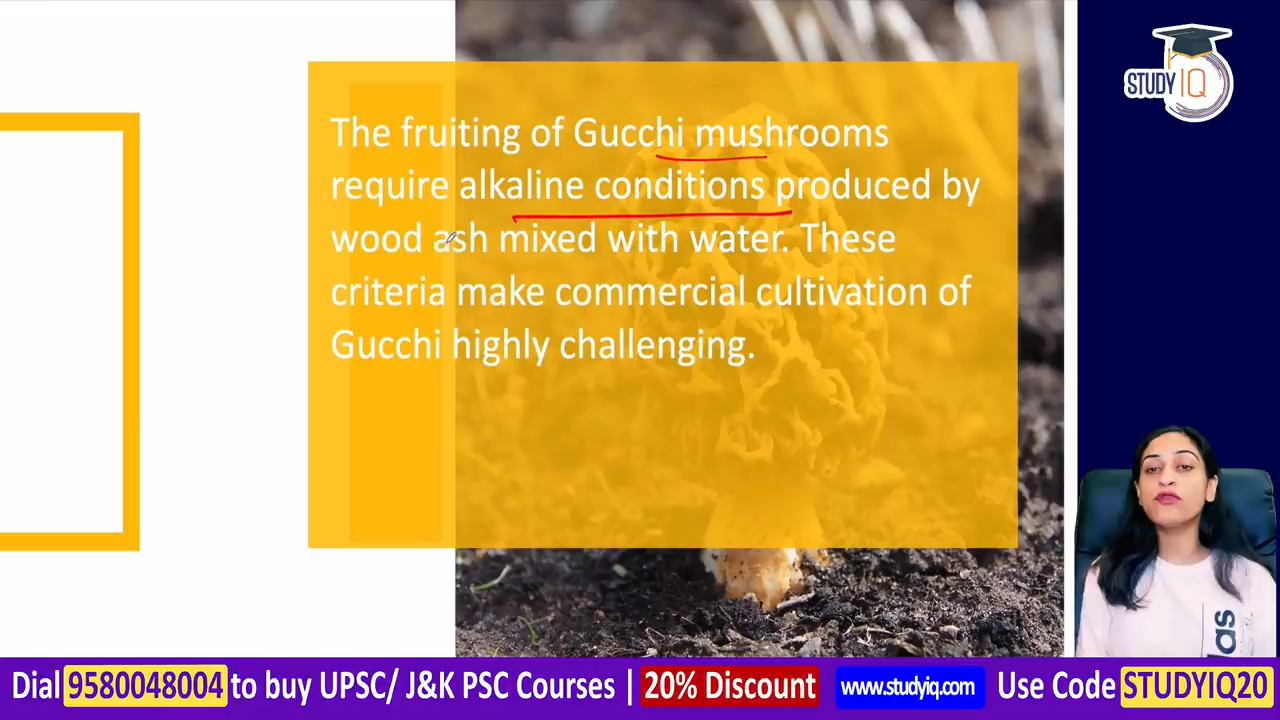 STUDY IQ
The fruiting of Gucchi mushrooms
require alkaline conditions produced by
wood ash mixed with water. These
criteria make commercial cultivation of
Gucchi highly challenging.
das
Dial 9580048004 to buy UPSC/ J&K PSC Courses | 20% Discount www.studyiq.com Use Code STUDYIQ20